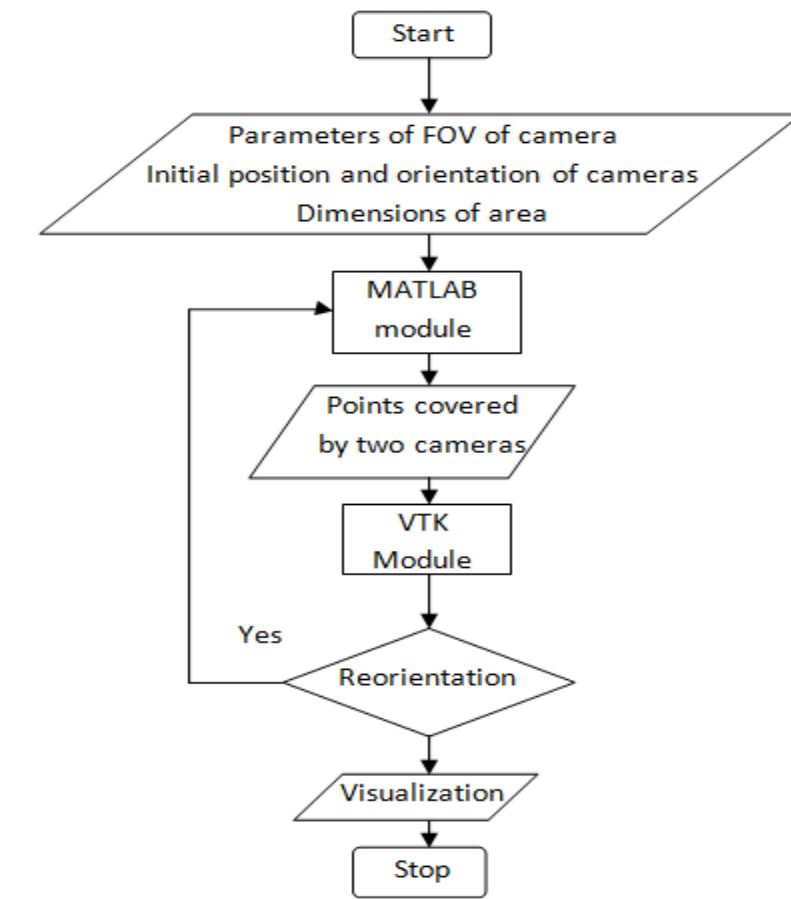 Start
Parameters of FOV of camera
Initial position and orientation of cameras
Dimensions of area
MATLAB
module
Points covered
by two cameras
VTK
Module
Yes
Reorientation
Visualization
Stop